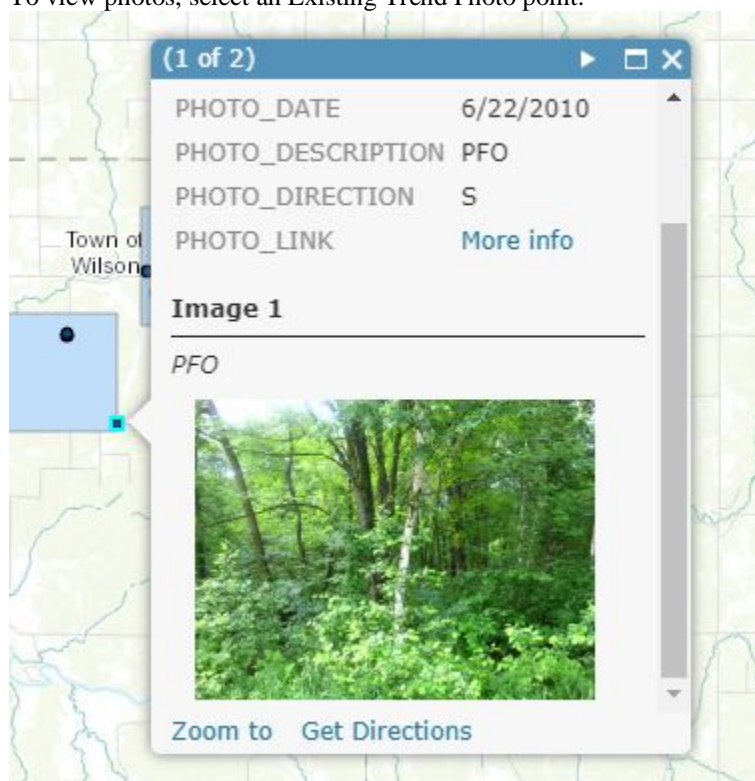 To view photos, select an Existing Trend Photo point.
(1 of 2)
PHOTO_DATE 6/22/2010
PHOTO_DESCRIPTION PFO
PHOTO_DIRECTION S
PHOTO_LINK More info
Town of
Wilson
Image 1
PFO
Zoom to Get Directions